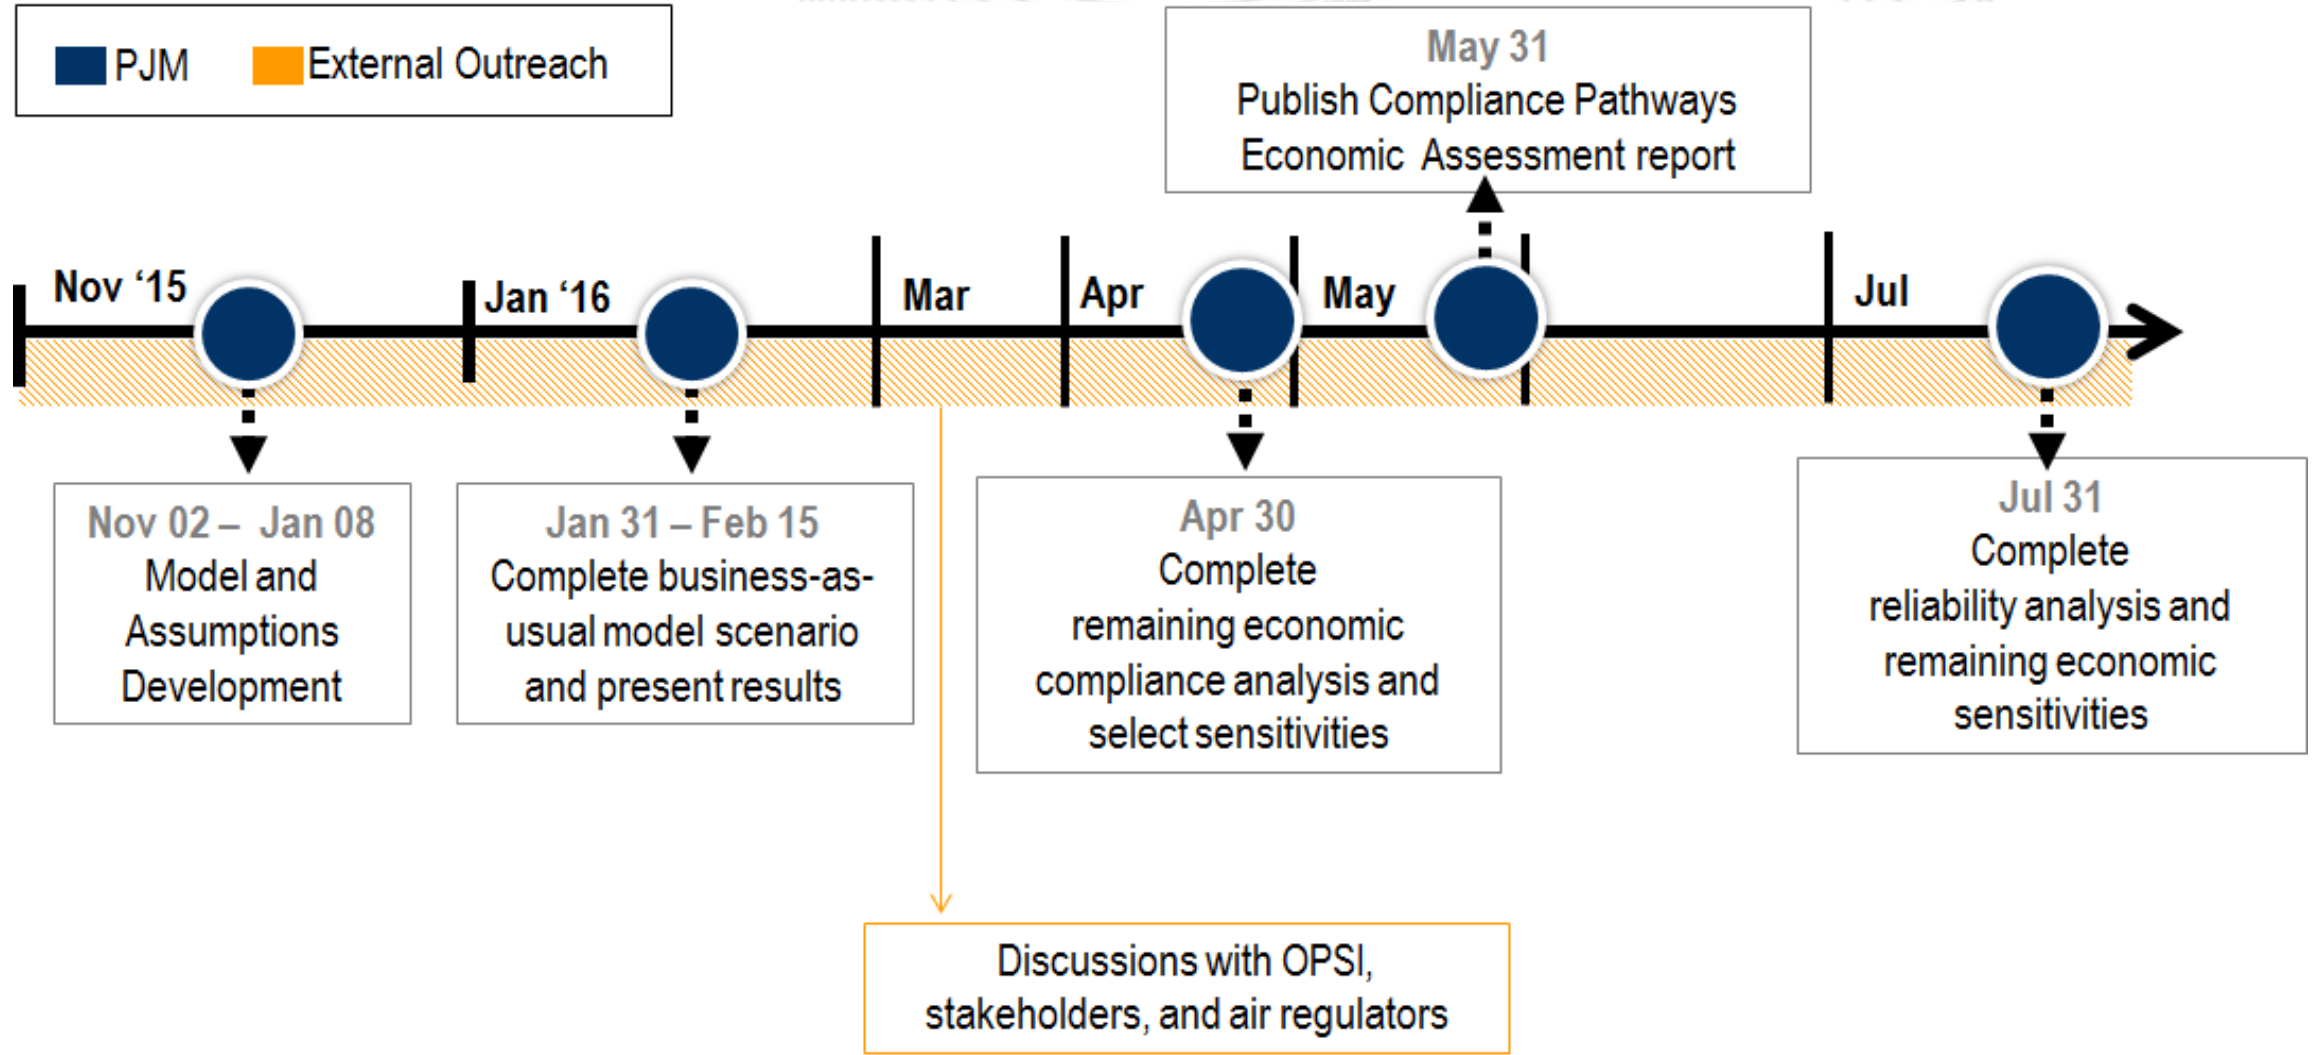 PJM
External Outreach
May 31
Publish Compliance Pathways
Economic Assessment report
Nov ‘15
Jan ‘16
Mar
Apr
May
Jul
Nov 02 – Jan 08
Model and
Assumptions
Development
Jan 31 – Feb 15
Complete business-as-
usual model scenario
and present results
Apr 30
Complete
remaining economic
compliance analysis and
select sensitivities
Jul 31
Complete
reliability analysis and
remaining economic
sensitivities
Discussions with OPSI,
stakeholders, and air regulators